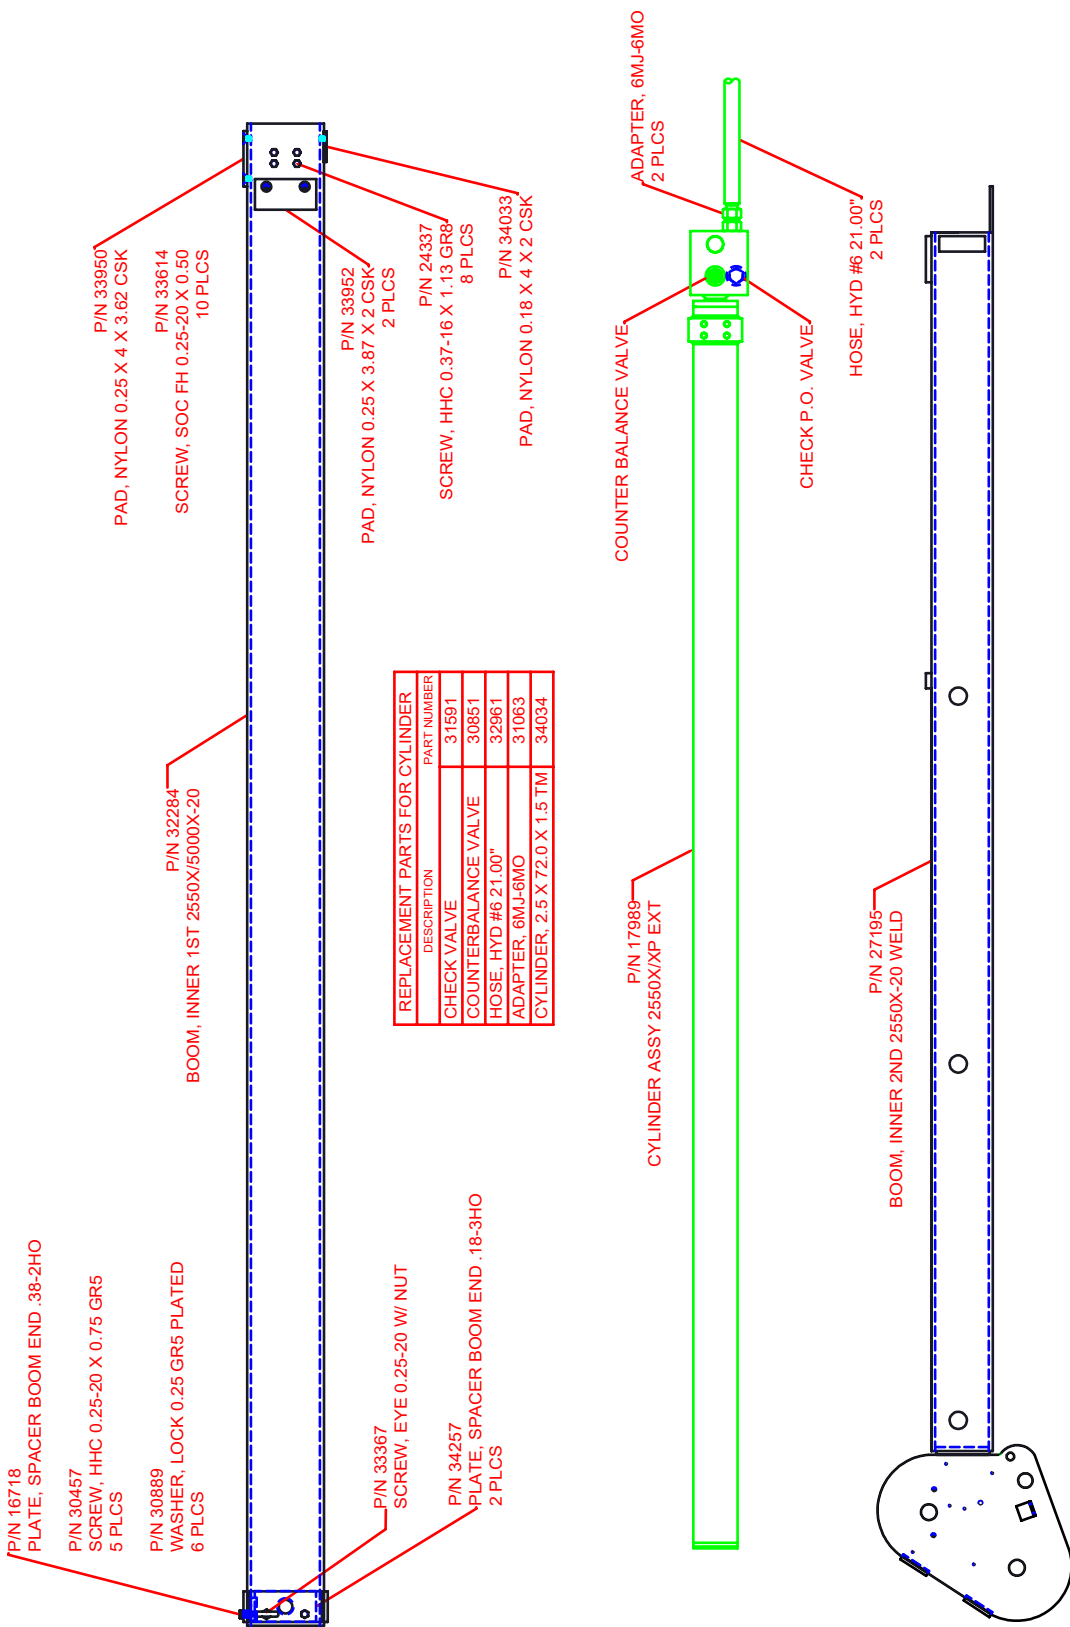 P/N 16718
PLATE, SPACER BOOM END .38-2HO
P/N 30457
SCREW, HHC 0.25-20 X 0.75 GR5
5 PLCS
P/N 30889
WASHER, LOCK 0.25 GR5 PLATED
6 PLCS
P/N 33367
SCREW, EYE 0.25-20 W/ NUT
P/N 34257
PLATE, SPACER BOOM END .18-3HO
2 PLCS
P/N 32284
BOOM, INNER 1ST 2550X/5000X-20
P/N 33950
PAD, NYLON 0.25 X 4 X 3.62 CSK
P/N 33614
SCREW, SOC FH 0.25-20 X 0.50
10 PLCS
P/N 33952
PAD, NYLON 0.25 X 3.87 X 2 CSK
2 PLCS
P/N 24337
SCREW, HHC 0.37-16 X 1.13 GR8
8 PLCS
P/N 34033
PAD, NYLON 0.18 X 4 X 2 CSK
REPLACEMENT PARTS FOR CYLINDER
DESCRIPTION PART NUMBER
CHECK VALVE 31591
COUNTERBALANCE VALVE 30851
HOSE, HYD #6 21.00" 32961
ADAPTER, 6MJ-6MO 31063
CYLINDER, 2.5 X 72.0 X 1.5 TM 34034
P/N 17989
CYLINDER ASSY 2550X/XP EXT
COUNTER BALANCE VALVE
ADAPTER, 6MJ-6MO
2 PLCS
CHECK P.O. VALVE
HOSE, HYD #6 21.00"
2 PLCS
P/N 27195
BOOM, INNER 2ND 2550X-20 WELD